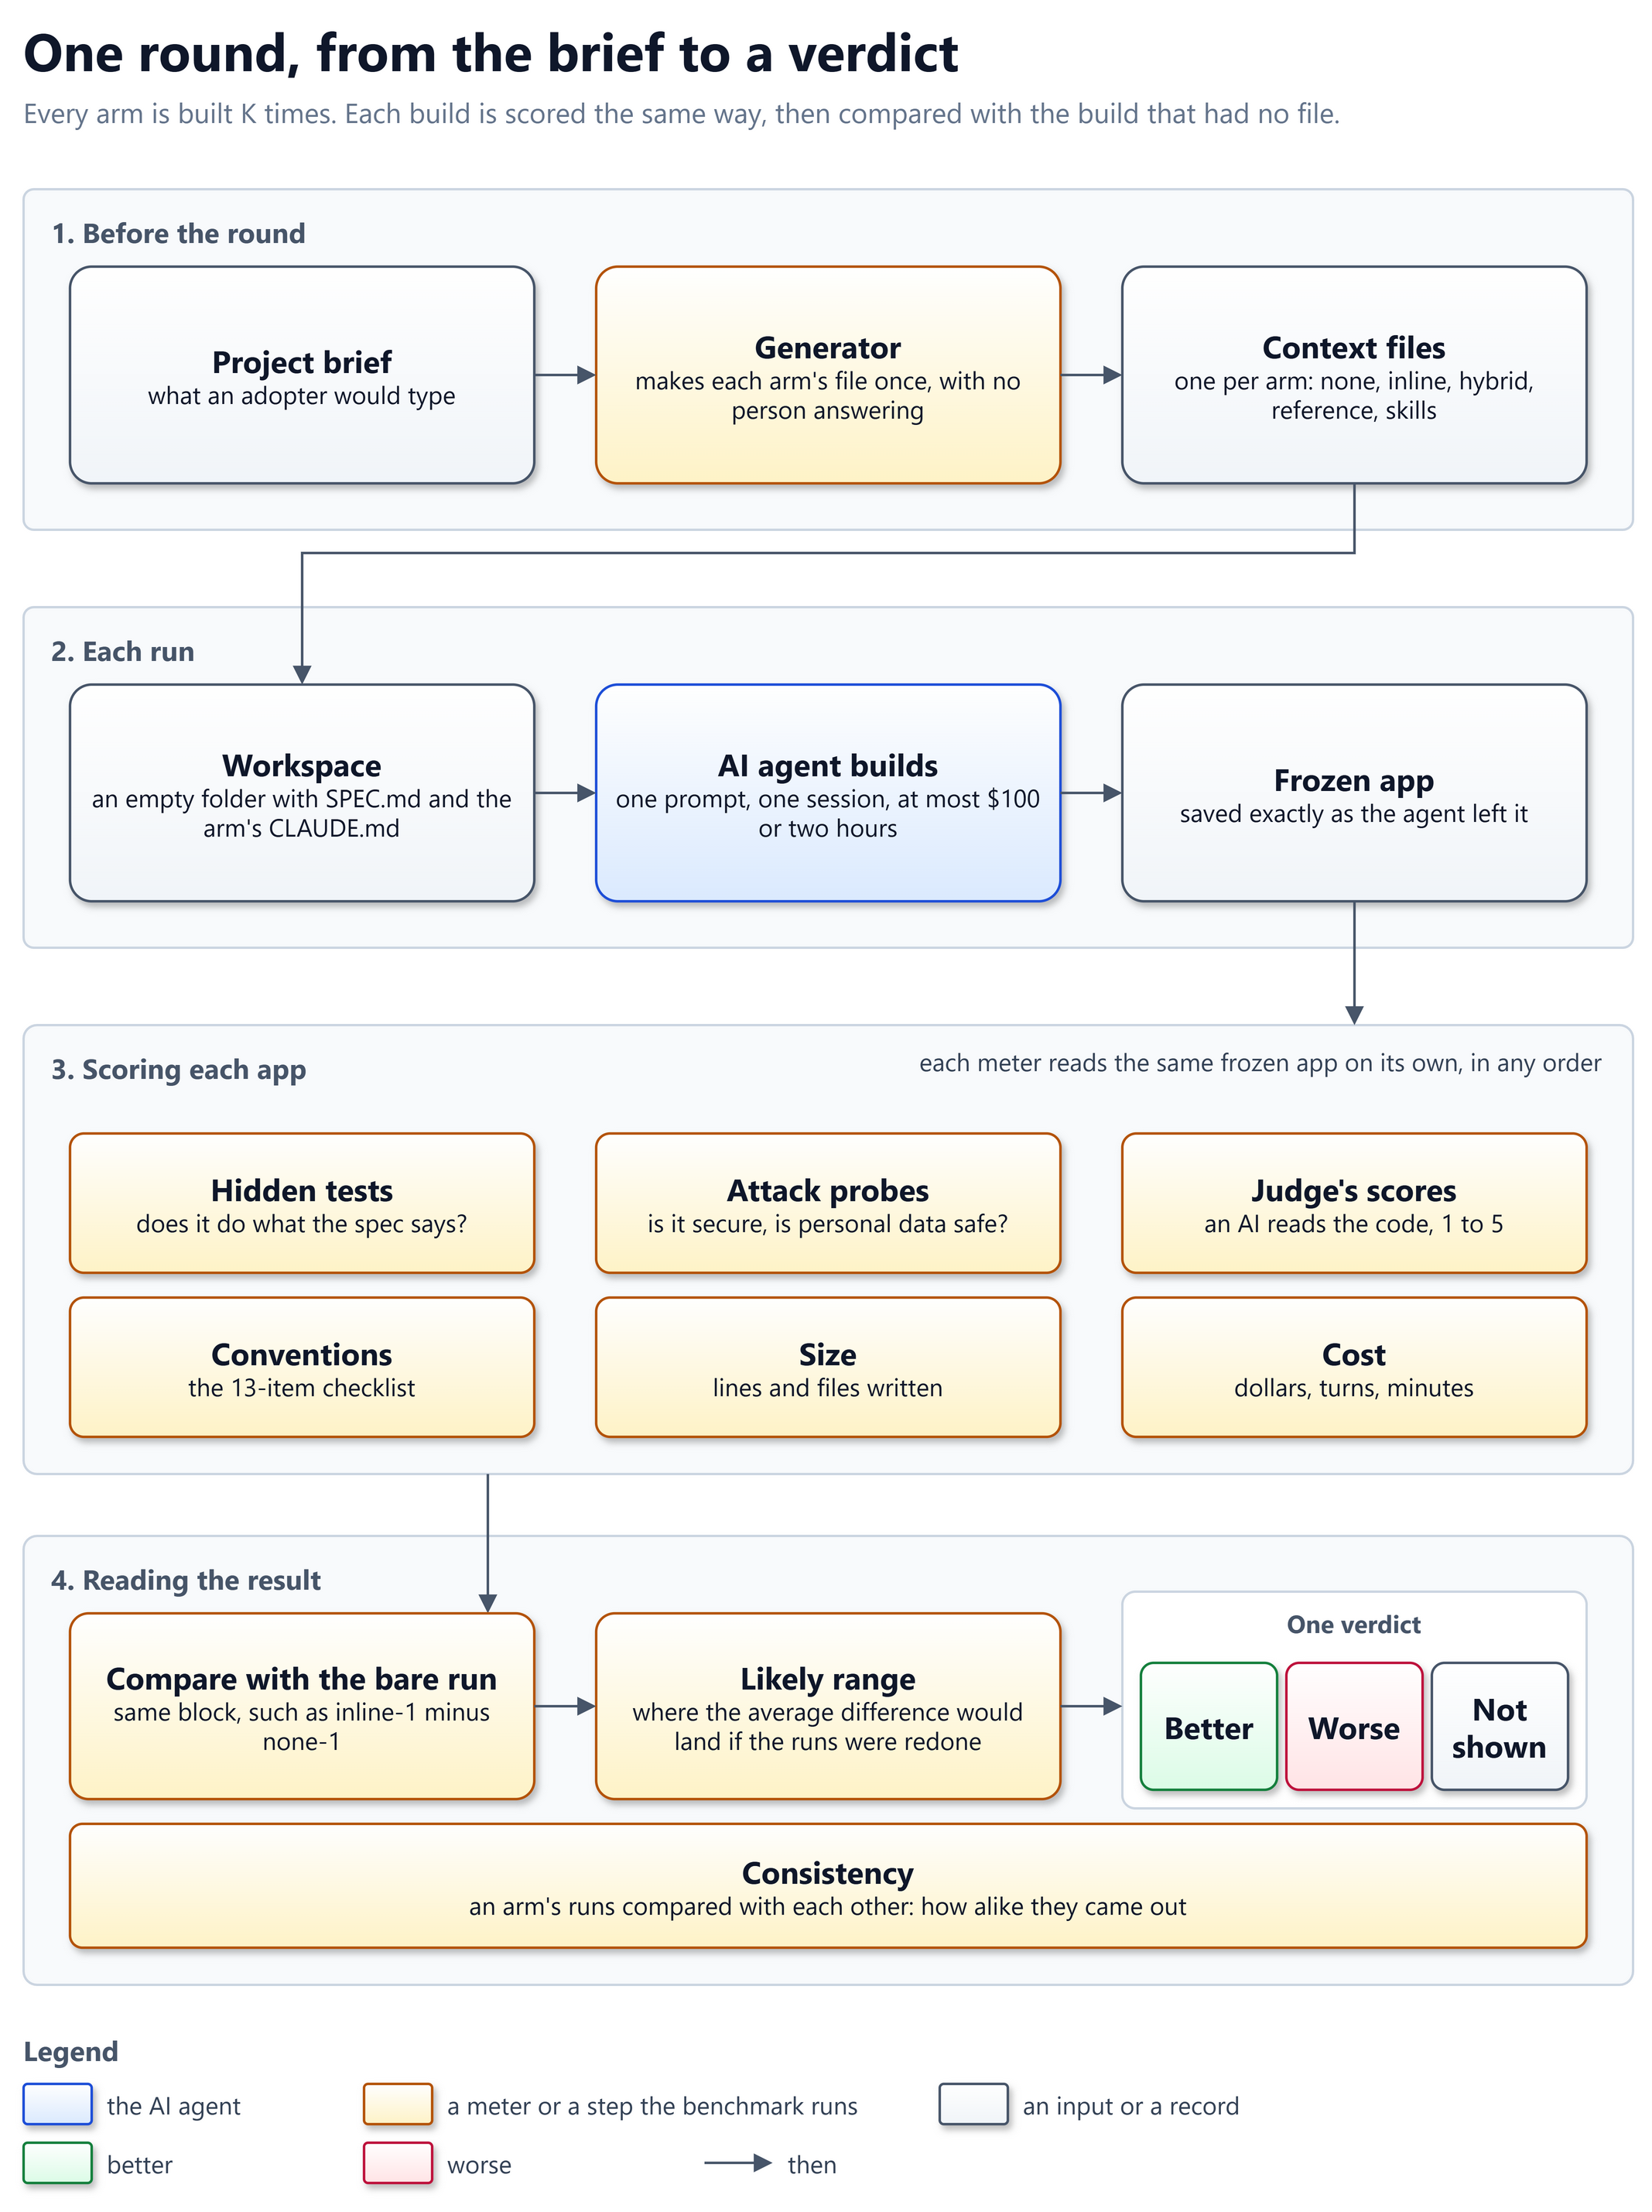 One round, from the brief to a verdict
Every arm is built K times. Each build is scored the same way, then compared with the build that had no file.
1. Before the round
Project brief
what an adopter would type
Generator
makes each arm's file once, with no
person answering
Context files
one per arm: none, inline, hybrid,
reference, skills
2. Each run
Workspace
an empty folder with SPEC.md and the
arm's CLAUDE.md
AI agent builds
one prompt, one session, at most $100
or two hours
Frozen app
saved exactly as the agent left it
3. Scoring each app
each meter reads the same frozen app on its own, in any order
Hidden tests
does it do what the spec says?
Attack probes
is it secure, is personal data safe?
Judge's scores
an AI reads the code, 1 to 5
Conventions
the 13-item checklist
Size
lines and files written
Cost
dollars, turns, minutes
4. Reading the result
Compare with the bare run
same block, such as inline-1 minus
none-1
Likely range
where the average difference would
land if the runs were redone
One verdict
Better
Worse
Not
shown
Consistency
an arm's runs compared with each other: how alike they came out
Legend
the AI agent
a meter or a step the benchmark runs
an input or a record
better
worse
then